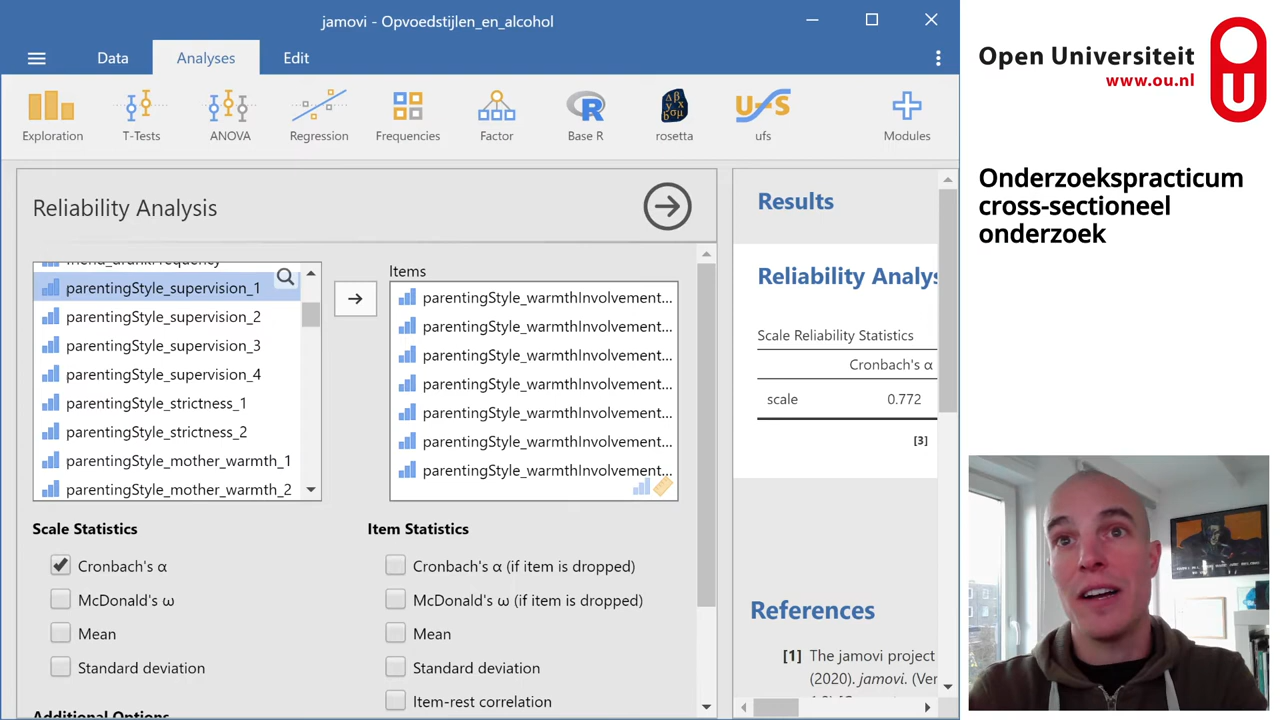 jamovi - Opvoedstijlen_en_alcohol
Data
Analyses
Edit
Exploration
T-Tests
ANOVA
Regression
Frequencies
Factor
R
Base R
rosetta
ufs
Modules
Reliability Analysis
parentingStyle_supervision_1
parentingStyle_supervision_2
parentingStyle_supervision_3
parentingStyle_supervision_4
parentingStyle_strictness_1
parentingStyle_strictness_2
parentingStyle_mother_warmth_1
parentingStyle_mother_warmth_2
Items
parentingStyle_warmthInvolvement...
parentingStyle_warmthInvolvement...
parentingStyle_warmthInvolvement...
parentingStyle_warmthInvolvement...
parentingStyle_warmthInvolvement...
parentingStyle_warmthInvolvement...
parentingStyle_warmthInvolvement...
Scale Statistics
Cronbach's α
McDonald's ω
Mean
Standard deviation
Additional Options
Item Statistics
Cronbach's α (if item is dropped)
McDonald's ω (if item is dropped)
Mean
Standard deviation
Item-rest correlation
Results
Reliability Analys
Scale Reliability Statistics
Cronbach's α
scale 0.772
[3]
References
[1] The jamovi project
(2020). jamovi. (Ver
Open Universiteit
www.ou.nl
Onderzoekspracticum
cross-sectioneel
onderzoek